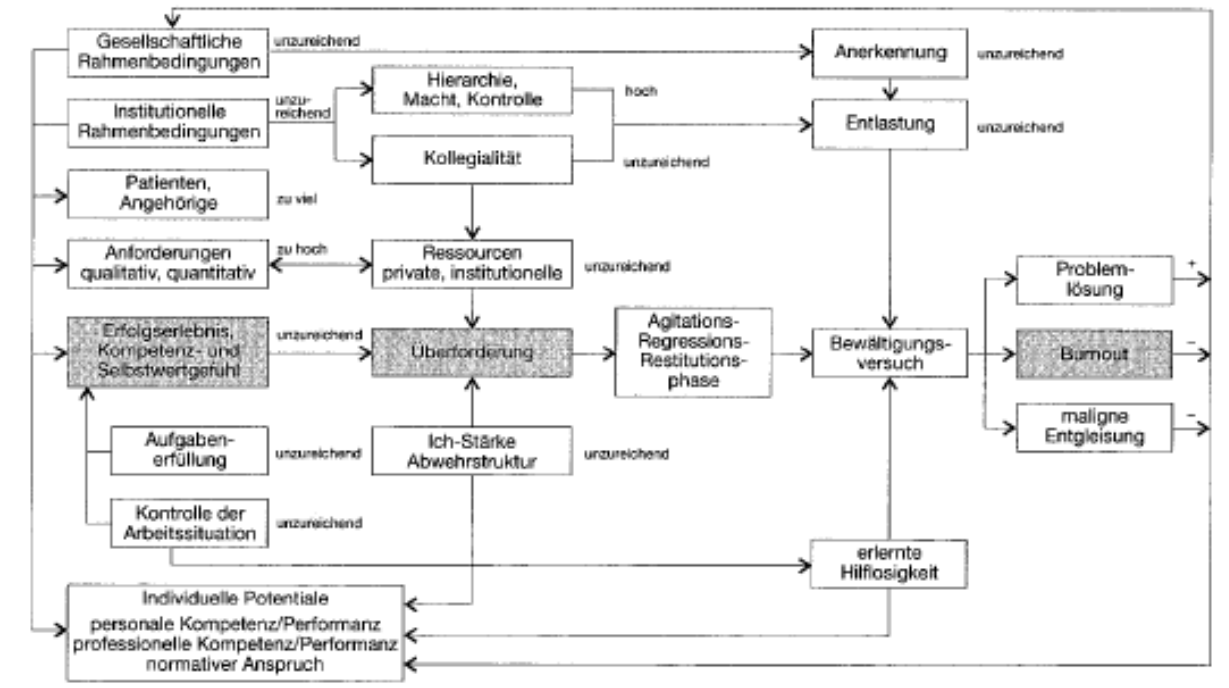 Gesellschaftliche
Rahmenbedingungen
unzureichend
Anerkennung
unzureichend
Institutionelle
Rahmenbedingungen
unzu-
reichend
Hierarchie,
Macht, Kontrolle
hoch
Entlastung
unzureichend
Kollegialität
unzureichend
Patienten,
Angehörige
zu viel
Anforderungen
qualitativ, quantitativ
zu hoch
Ressourcen
private, institutionelle
unzureichend
Erfolgserlebnis,
Kompetenz- und
Selbstwertgefühl
unzureichend
Überforderung
Agitations-
Regressions-
Restitutions-
phase
Bewältigungs-
versuch
Problem-
lösung
+
Burnout
–
maligne
Entgleisung
–
Aufgaben-
erfüllung
unzureichend
Ich-Stärke
Abwehrstruktur
unzureichend
Kontrolle der
Arbeitssituation
unzureichend
erlernte
Hilflosigkeit
Individuelle Potentiale
personale Kompetenz/Performanz
professionelle Kompetenz/Performanz
normativer Anspruch